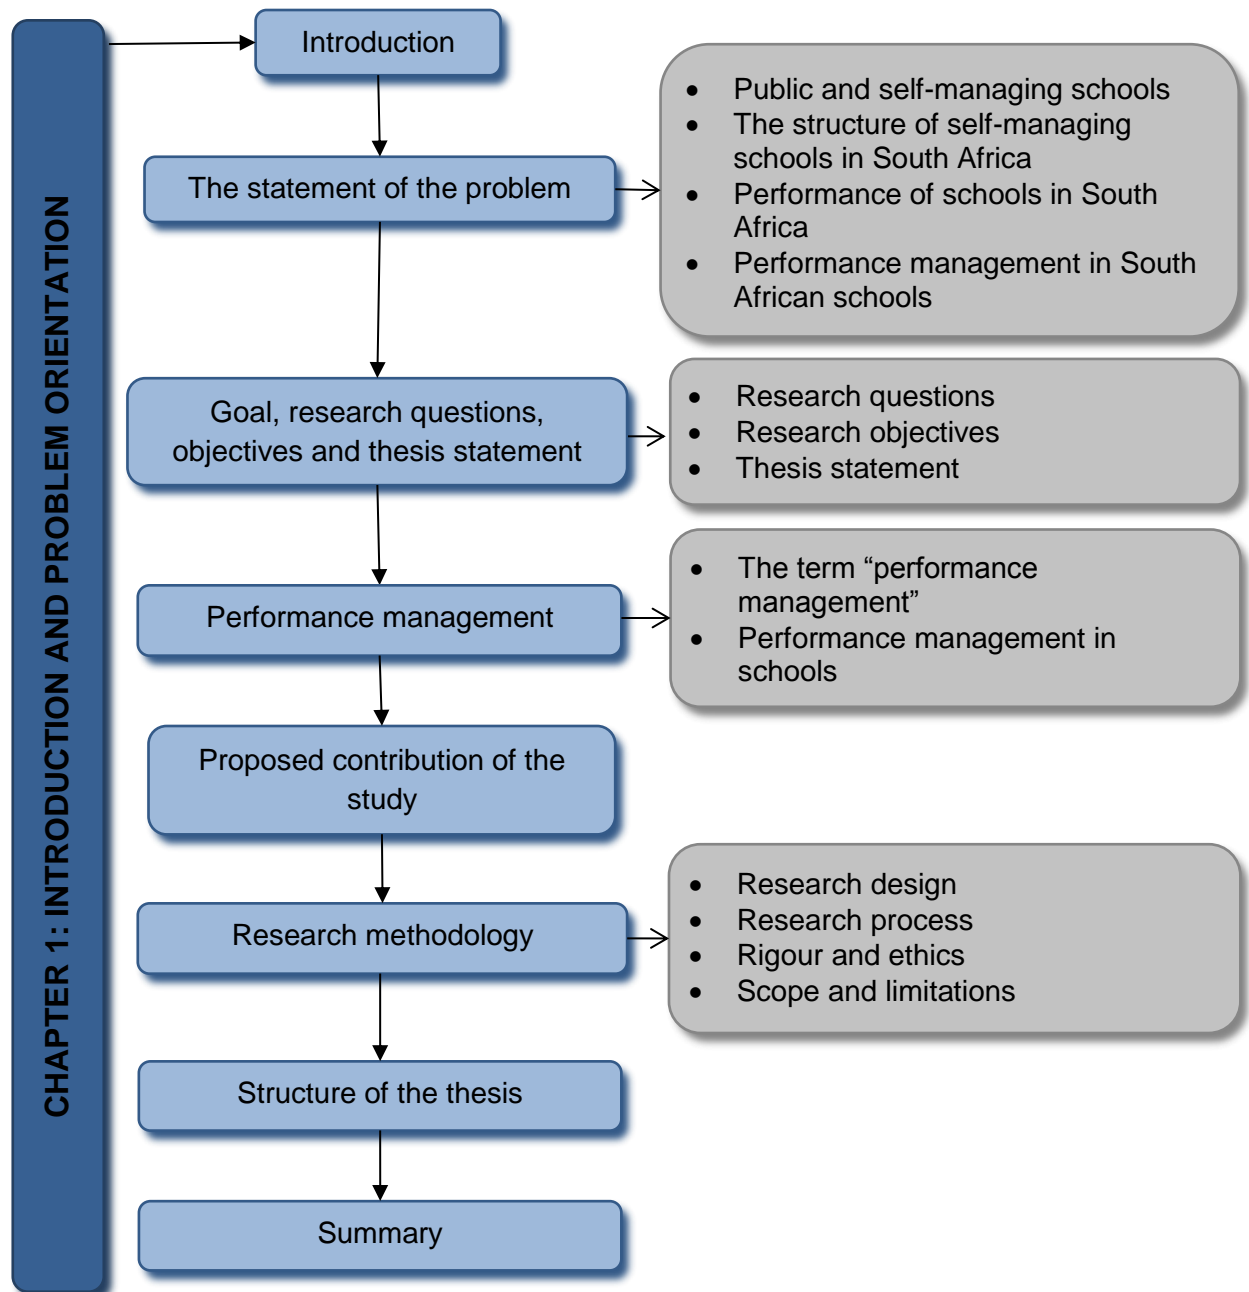 CHAPTER 1: INTRODUCTION AND PROBLEM ORIENTATION
Introduction
The statement of the problem
• Public and self-managing schools
• The structure of self-managing
schools in South Africa
• Performance of schools in South
Africa
• Performance management in South
African schools
Goal, research questions,
objectives and thesis statement
• Research questions
• Research objectives
• Thesis statement
Performance management
• The term “performance
management”
• Performance management in
schools
Proposed contribution of the
study
Research methodology
• Research design
• Research process
• Rigour and ethics
• Scope and limitations
Structure of the thesis
Summary